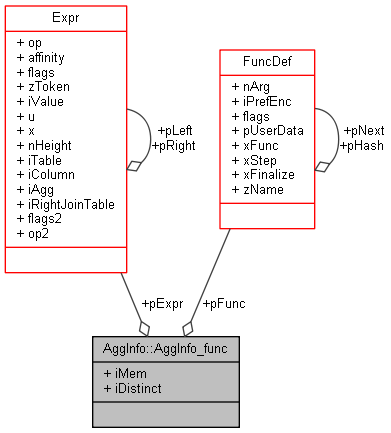 Expr
+ op
+ affinity
+ flags
+ zToken
+ iValue
+ u
+ x
+ nHeight
+ iTable
+ iColumn
+ iAgg
+ iRightJoinTable
+ flags2
+ op2
+pLeft
+pRight
FuncDef
+ nArg
+ iPrefEnc
+ flags
+ pUserData
+ xFunc
+ xStep
+ xFinalize
+ zName
+pNext
+pHash
+pExpr
+pFunc
AggInfo::AggInfo_func
+ iMem
+ iDistinct